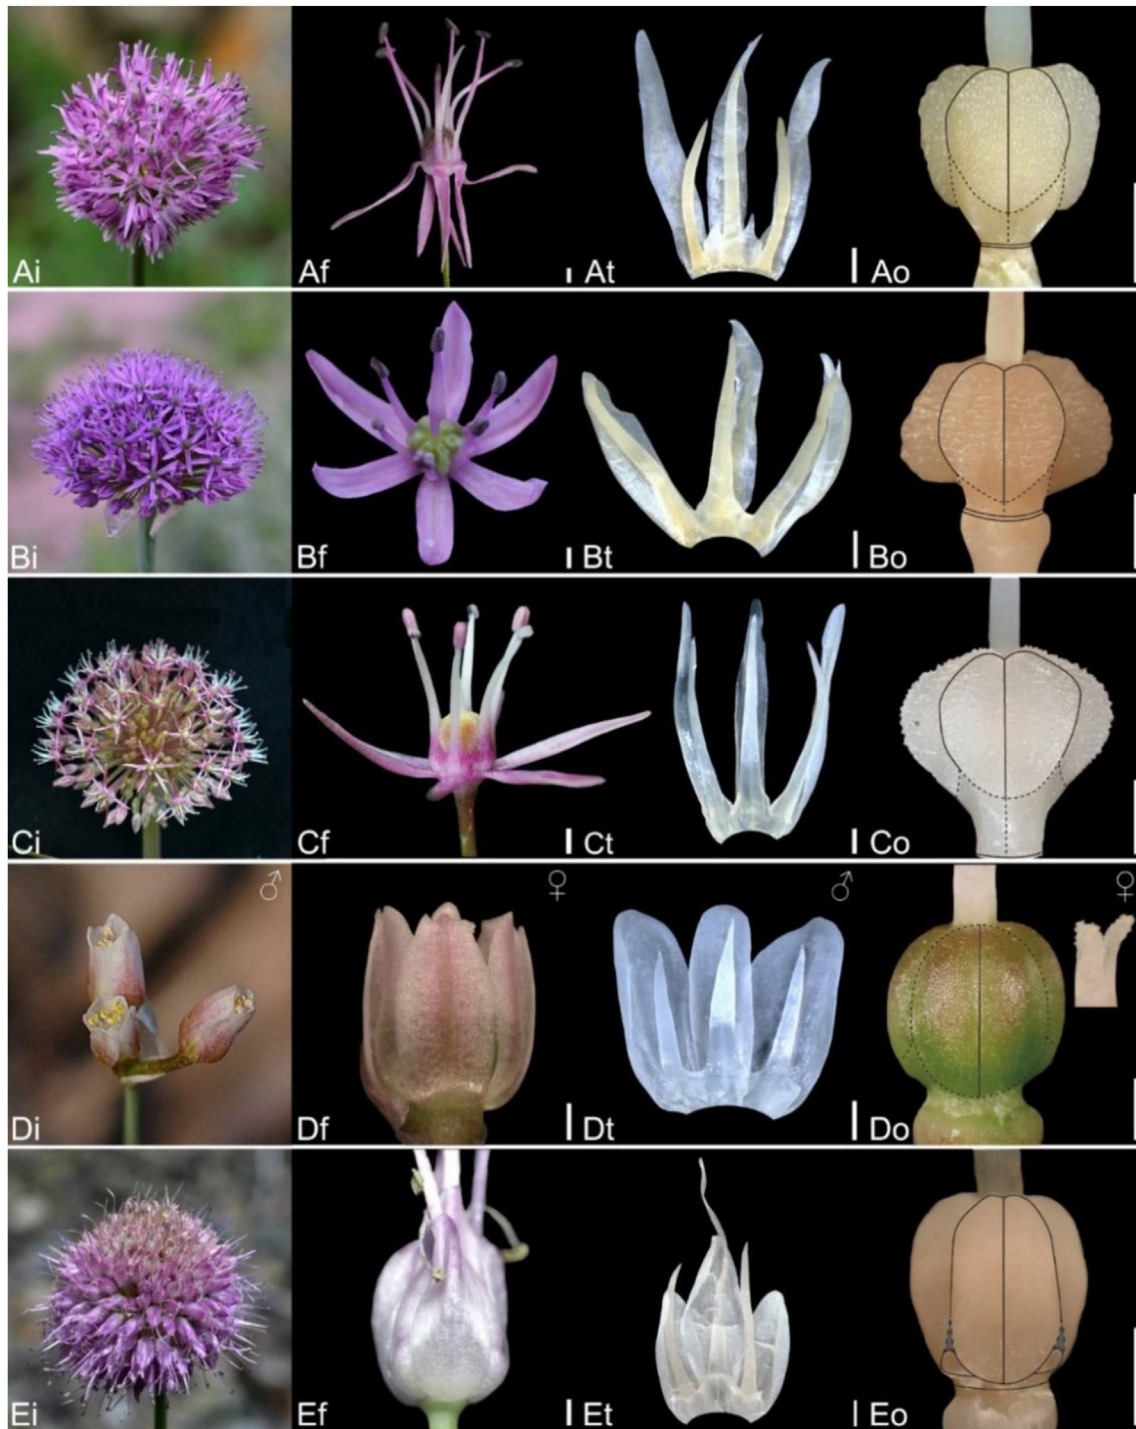 Ai Af At Ao
Bi Bf Bt Bo
Ci Cf Ct Co
♂ ♀ ♂ ♀
Di Df Dt Do
Ei Ef Et Eo